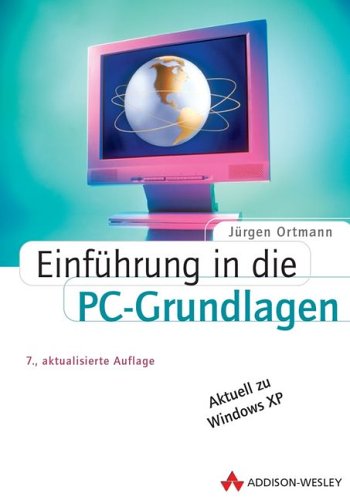 Jürgen Ortmann
Einführung in die
PC-Grundlagen
7., aktualisierte Auflage
Aktuell zu
Windows XP
ADDISON-WESLEY